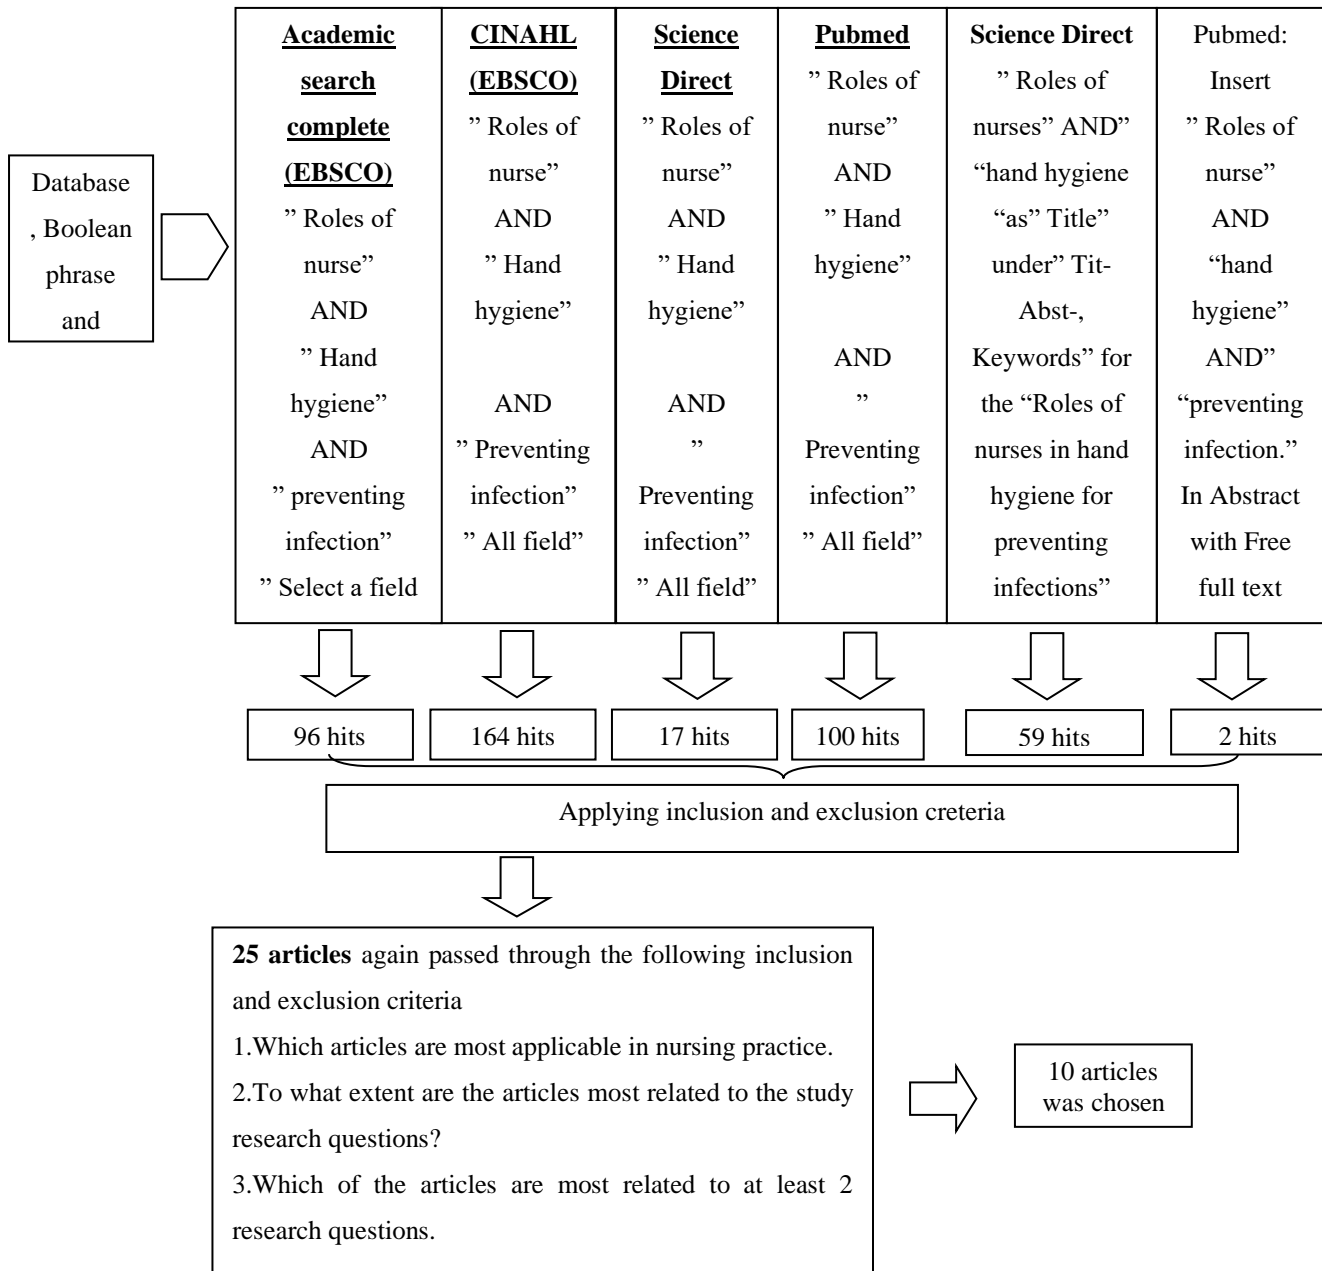 Database
, Boolean
phrase
and
Academic
search
complete
(EBSCO)
” Roles of
nurse”
AND
” Hand
hygiene”
AND
” preventing
infection”
” Select a field
CINAHL
(EBSCO)
” Roles of
nurse”
AND
” Hand
hygiene”
AND
” Preventing
infection”
” All field”
Science
Direct
” Roles of
nurse”
AND
” Hand
hygiene”
AND
”
Preventing
infection”
” All field”
Pubmed
” Roles of
nurse”
AND
” Hand
hygiene”
AND
”
Preventing
infection”
” All field”
Science Direct
” Roles of
nurses” AND”
“hand hygiene
“as” Title”
under” Tit-
Abst-,
Keywords” for
the “Roles of
nurses in hand
hygiene for
preventing
infections”
Pubmed:
Insert
” Roles of
nurse”
AND
“hand
hygiene”
AND”
“preventing
infection.”
In Abstract
with Free
full text
96 hits
164 hits
17 hits
100 hits
59 hits
2 hits
Applying inclusion and exclusion creteria
25 articles again passed through the following inclusion
and exclusion criteria
1.Which articles are most applicable in nursing practice.
2.To what extent are the articles most related to the study
research questions?
3.Which of the articles are most related to at least 2
research questions.
10 articles
was chosen